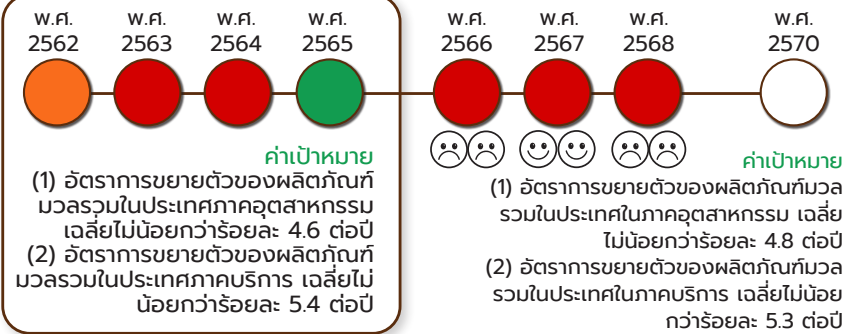 พ.ศ. พ.ศ. พ.ศ. พ.ศ. พ.ศ. พ.ศ. พ.ศ. พ.ศ.
2562 2563 2564 2565 2566 2567 2568 2570
ค่าเป้าหมาย
(1) อัตราการขยายตัวของผลิตภัณฑ์
มวลรวมในประเทศภาคอุตสาหกรรม
เฉลี่ยไม่น้อยกว่าร้อยละ 4.6 ต่อปี
(2) อัตราการขยายตัวของผลิตภัณฑ์
มวลรวมในประเทศภาคบริการ เฉลี่ยไม่
น้อยกว่าร้อยละ 5.4 ต่อปี
ค่าเป้าหมาย
(1) อัตราการขยายตัวของผลิตภัณฑ์มวล
รวมในประเทศในภาคอุตสาหกรรม เฉลี่ย
ไม่น้อยกว่าร้อยละ 4.8 ต่อปี
(2) อัตราการขยายตัวของผลิตภัณฑ์มวล
รวมในประเทศในภาคบริการ เฉลี่ยไม่น้อย
กว่าร้อยละ 5.3 ต่อปี